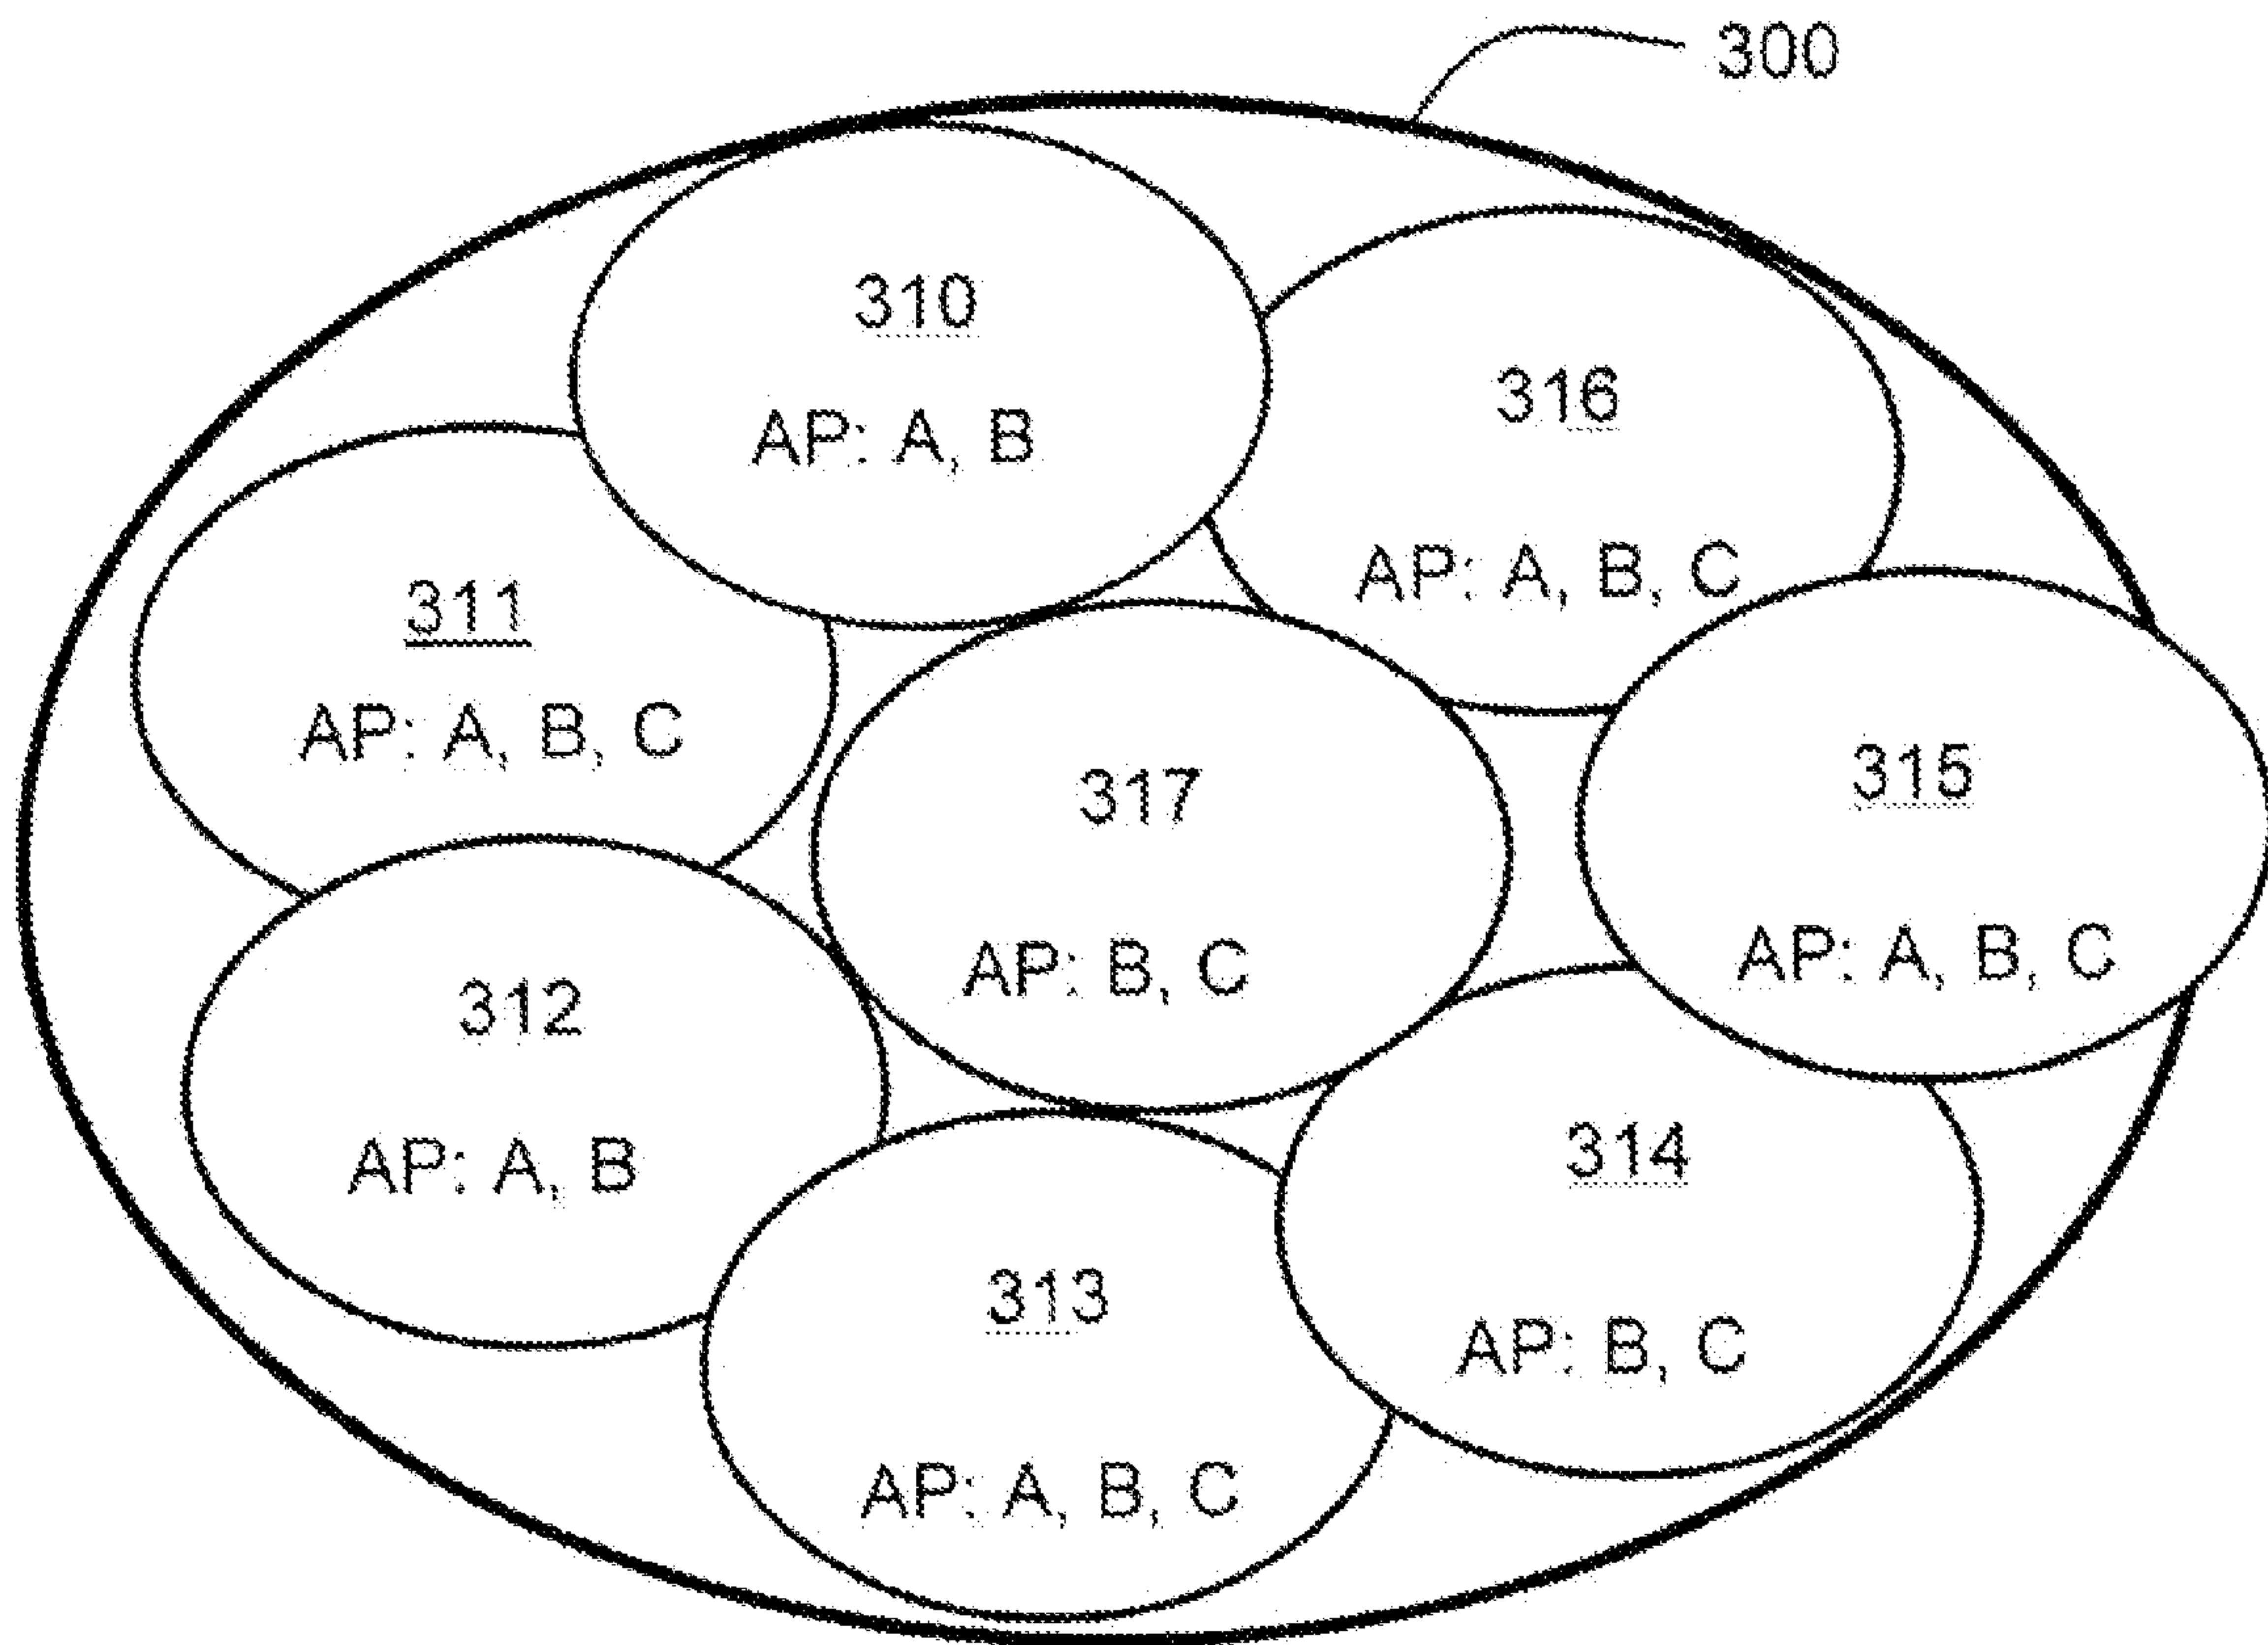 300
310
AP: A, B
316
AP: A, B, C
311
AP: A, B, C
317
AP: B, C
315
AP: A, B, C
312
AP: A, B
314
AP: B, C
313
AP: A, B, C